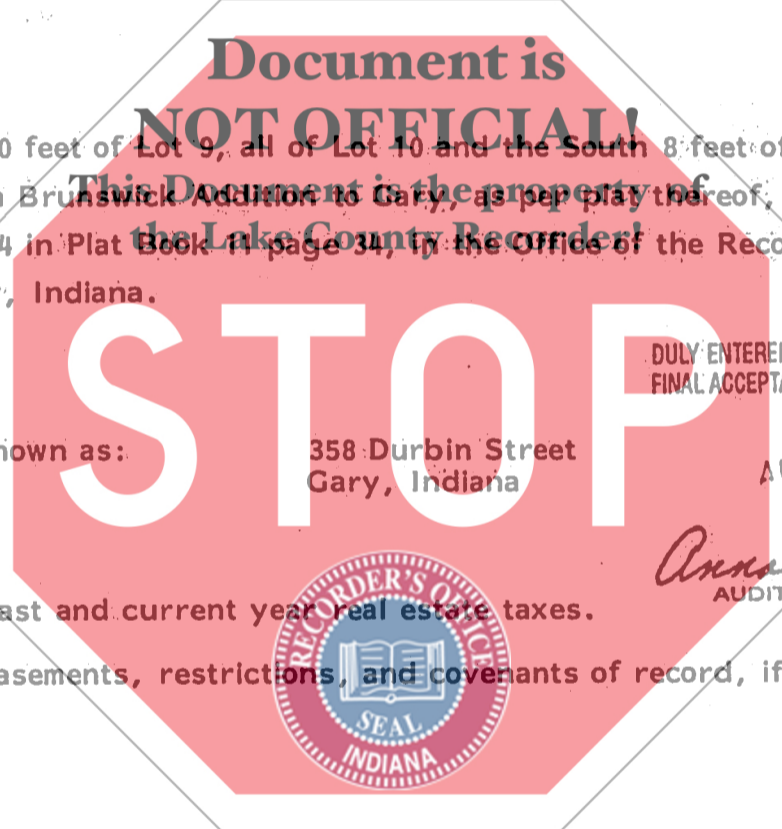 Document is
NOT OFFICIAL!
0 feet of Lot 9, all of Lot 10 and the South 8 feet of
Brunswick Addition to Gary, as per play thereof,
This Document is the property of
4 in Plat Book 11 page 34, in the Office of the Reco
the Lake County Recorder!
, Indiana.
STOP
DULY ENTERE
FINAL ACCEPTA
nown as: 358 Durbin Street
Gary, Indiana
Anna
AUDIT
ast and current year real estate taxes.
asements, restrictions, and covenants of record, if
RECORDER'S OFFICE
SEAL
INDIANA